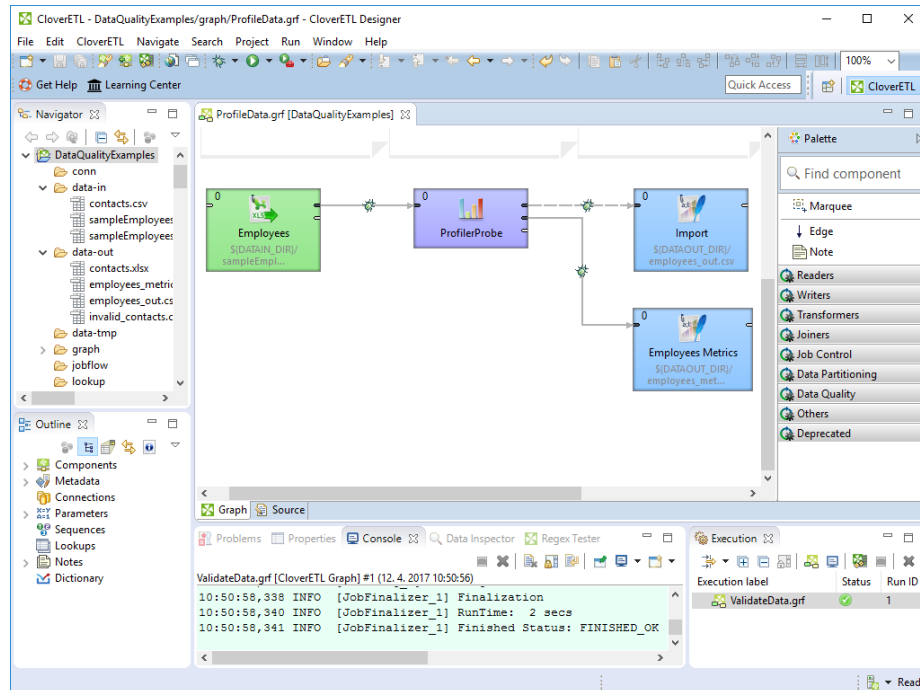 CloverETL - DataQualityExamples/graph/ProfileData.grf - CloverETL Designer
File Edit CloverETL Navigate Search Project Run Window Help
100%
Get Help Learning Center
Quick Access
CloverETL
Navigator
DataQualityExamples
conn
data-in
contacts.csv
sampleEmployees
sampleEmployees
data-out
contacts.xlsx
employees_metric
employees_out.cs
invalid_contacts.c
data-tmp
graph
jobflow
lookup
Outline
Components
Metadata
Connections
Parameters
Sequences
Lookups
Notes
Dictionary
ProfileData.grf [DataQualityExamples]
0
XLS
Employees
${DATAIN_DIR}/
sampleEmpl...
0
ProfilerProbe
0
Import
${DATAOUT_DIR}/
employees_out.csv
0
Employees Metrics
${DATAOUT_DIR}/
employees_met...
Graph Source
Palette
Find component
Marquee
Edge
Note
Readers
Writers
Transformers
Joiners
Job Control
Data Partitioning
Data Quality
Others
Deprecated
Problems Properties Console Data Inspector Regex Tester
ValidateData.grf [CloverETL Graph] #1 (12. 4. 2017 10:50:56)
10:50:58,338 INFO [JobFinalizer_1] Finalization
10:50:58,340 INFO [JobFinalizer_1] RunTime: 2 secs
10:50:58,341 INFO [JobFinalizer_1] Finished Status: FINISHED_OK
Execution
Execution label Status Run ID
ValidateData.grf 1
Read